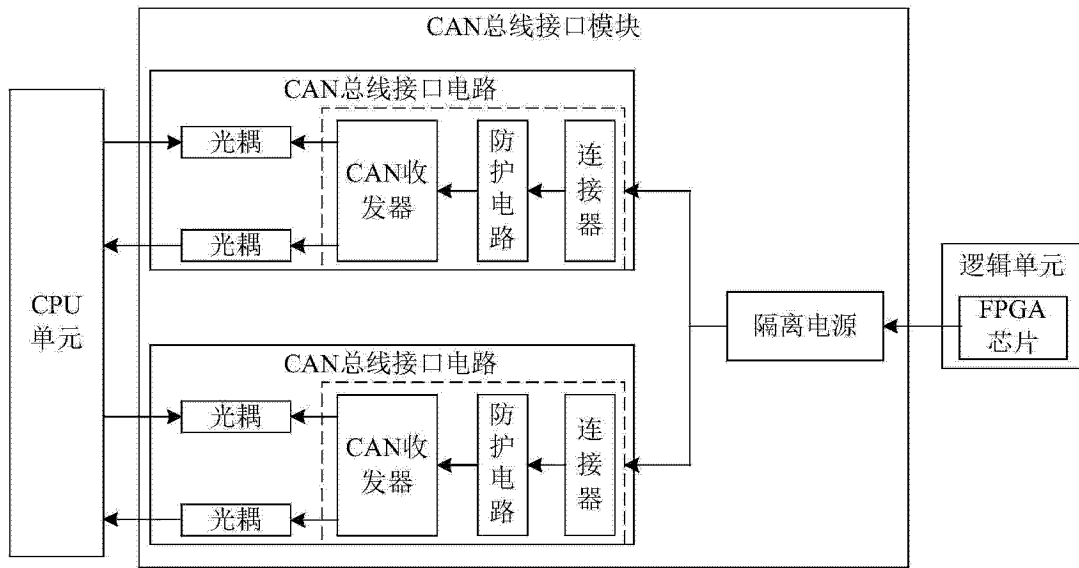 CAN总线接口模块
CAN总线接口电路
光耦
光耦
CAN收
发器
防护电路
连接器
CPU
单元
隔离电源
逻辑单元
FPGA
芯片
CAN总线接口电路
光耦
光耦
CAN收
发器
防护电路
连接器